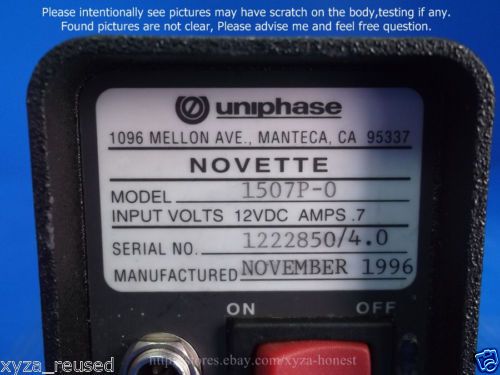 Please intentionally see pictures may have scratch on the body,testing if any.
Found pictures are not clear, Please advise me and feel free question.
uniphase
1096 MELLON AVE., MANTECA, CA 95337
NOVETTE
MODEL 1507P-0
INPUT VOLTS 12VDC AMPS .7
SERIAL NO. 1222850/4.0
MANUFACTURED NOVEMBER 1996
ON OFF
xyza_reused
https://stores.ebay.com/xyza-honest